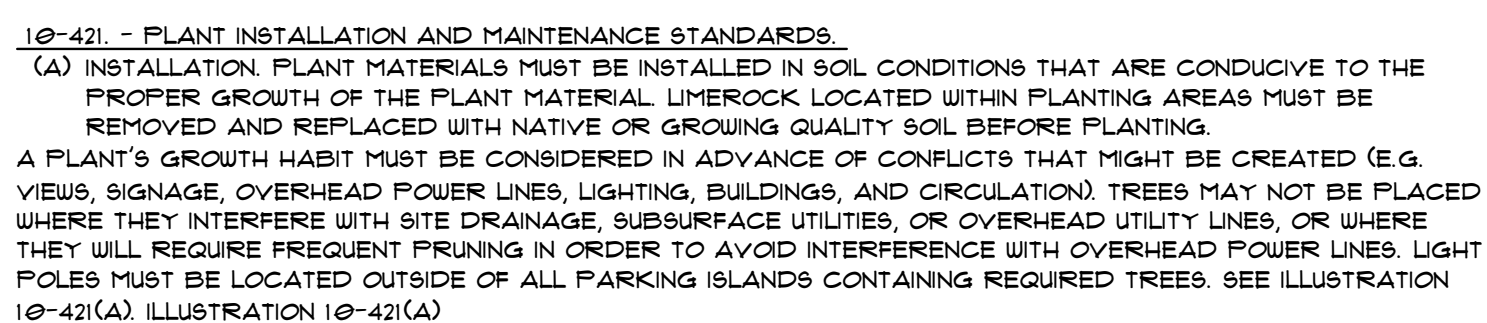 10-421. - PLANT INSTALLATION AND MAINTENANCE STANDARDS.
(A) INSTALLATION. PLANT MATERIALS MUST BE INSTALLED IN SOIL CONDITIONS THAT ARE CONDUCIVE TO THE
PROPER GROWTH OF THE PLANT MATERIAL. LIMEROCK LOCATED WITHIN PLANTING AREAS MUST BE
REMOVED AND REPLACED WITH NATIVE OR GROWING QUALITY SOIL BEFORE PLANTING.
A PLANT'S GROWTH HABIT MUST BE CONSIDERED IN ADVANCE OF CONFLICTS THAT MIGHT BE CREATED (E.G.
VIEWS, SIGNAGE, OVERHEAD POWER LINES, LIGHTING, BUILDINGS, AND CIRCULATION). TREES MAY NOT BE PLACED
WHERE THEY INTERFERE WITH SITE DRAINAGE, SUBSURFACE UTILITIES, OR OVERHEAD UTILITY LINES, OR WHERE
THEY WILL REQUIRE FREQUENT PRUNING IN ORDER TO AVOID INTERFERENCE WITH OVERHEAD POWER LINES. LIGHT
POLES MUST BE LOCATED OUTSIDE OF ALL PARKING ISLANDS CONTAINING REQUIRED TREES. SEE ILLUSTRATION
10-421(A). ILLUSTRATION 10-421(A)